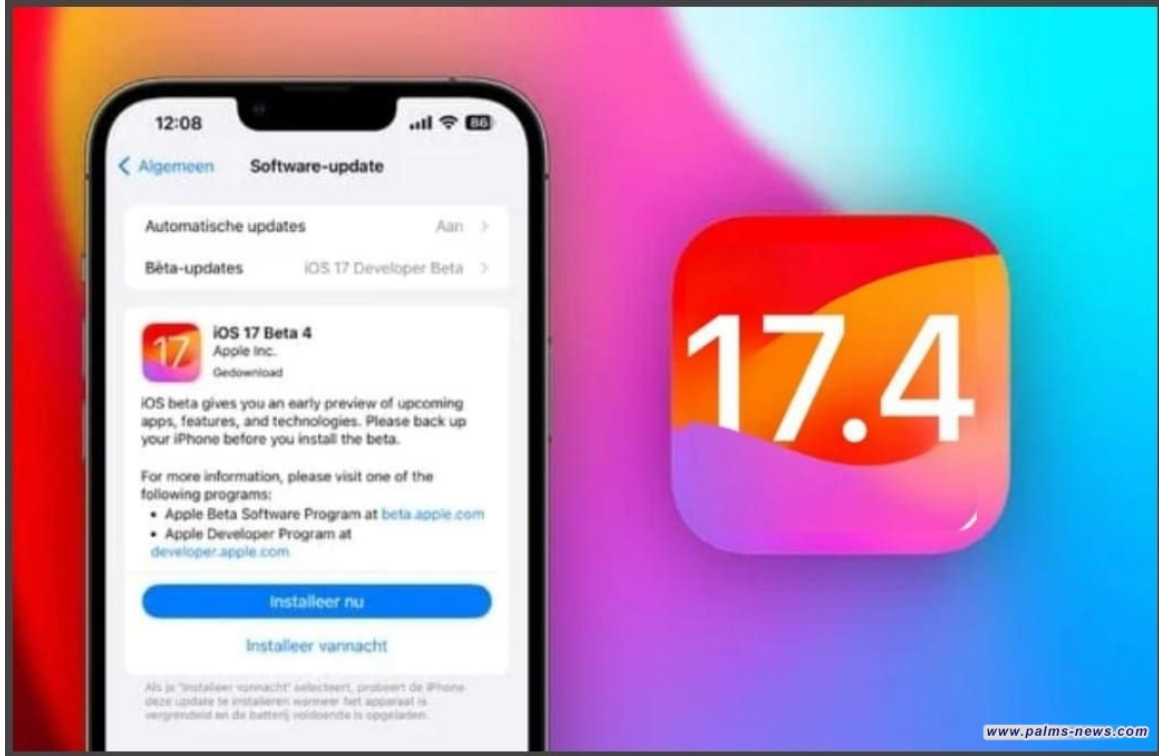 12:08
86
Algemeen
Software-update
Automatische updates Aan
Bèta-updates iOS 17 Developer Beta
17
iOS 17 Beta 4
Apple Inc.
Gedownload
iOS beta gives you an early preview of upcoming
apps, features, and technologies. Please back up
your iPhone before you install the beta.
For more information, please visit one of the
following programs:
• Apple Beta Software Program at beta.apple.com
• Apple Developer Program at
developer.apple.com
Installeer nu
Installeer vannacht
Als je "Installeer vannacht" selecteert, probeert de iPhone
deze update te installeren wanneer het apparaat is
vergrendeld en de batterij voldoende is opgeladen.
17.4
www.palms-news.com